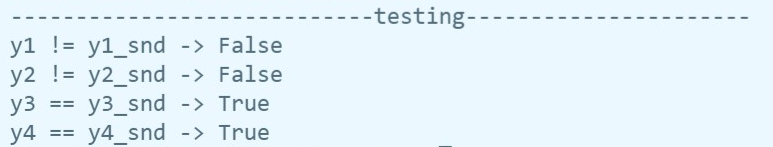 ----------------------------testing----------------------
y1 != y1_snd -> False
y2 != y2_snd -> False
y3 == y3_snd -> True
y4 == y4_snd -> True